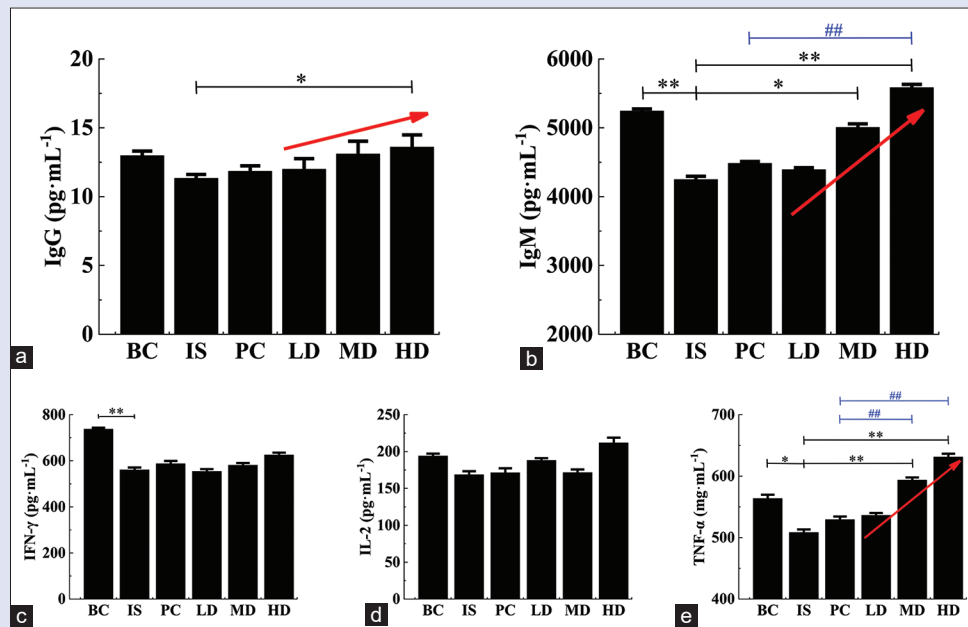 a
IgG (pg·mL⁻¹)
20
15
10
5
0
*
BC IS PC LD MD HD
b
IgM (pg·mL⁻¹)
6000
5000
4000
3000
2000
##
**
** *
BC IS PC LD MD HD
c
IFN-γ (pg·mL⁻¹)
800
600
400
200
0
**
BC IS PC LD MD HD
d
IL-2 (pg·mL⁻¹)
250
200
150
100
50
0
BC IS PC LD MD HD
e
TNF-α (mg·mL⁻¹)
700
600
500
400
##
##
**
* **
BC IS PC LD MD HD